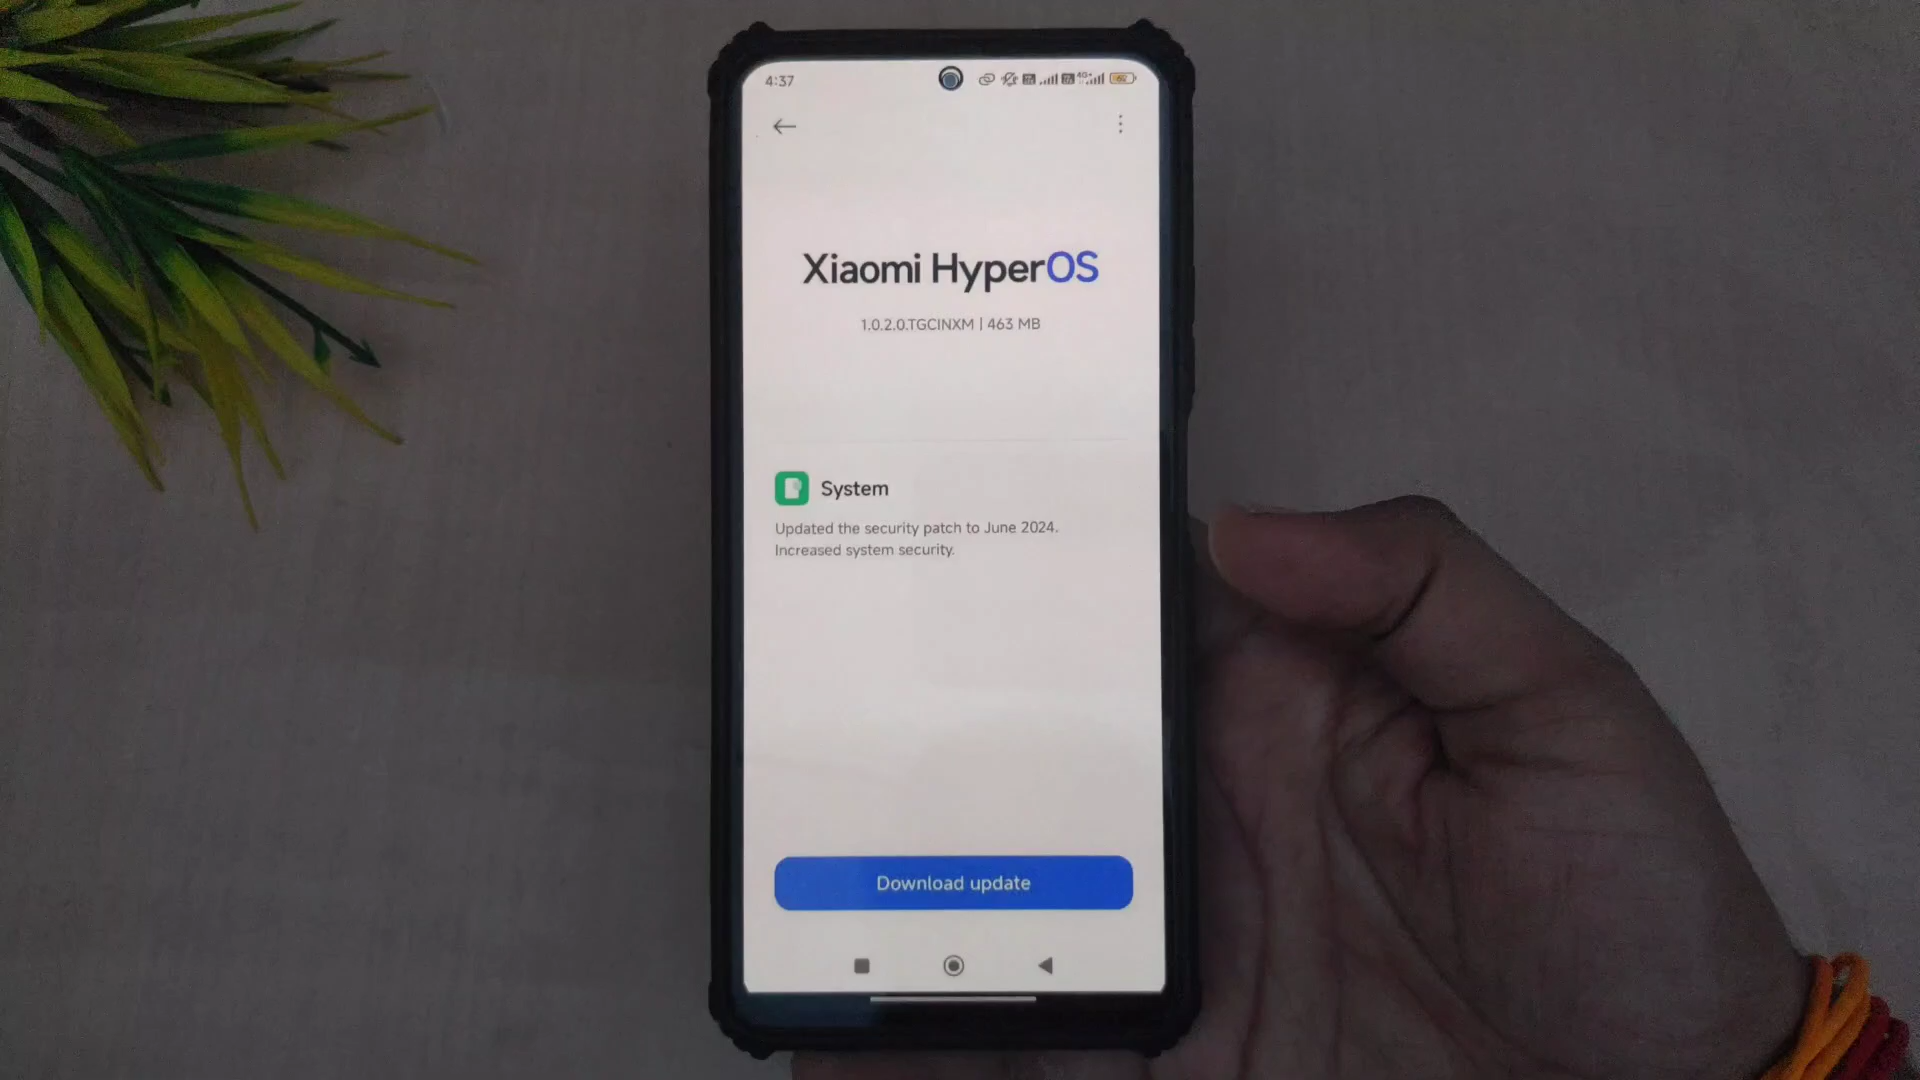 4:37
4G+
Xiaomi HyperOS
1.0.2.0.TGCINXM | 463 MB
System
Updated the security patch to June 2024.
Increased system security.
Download update